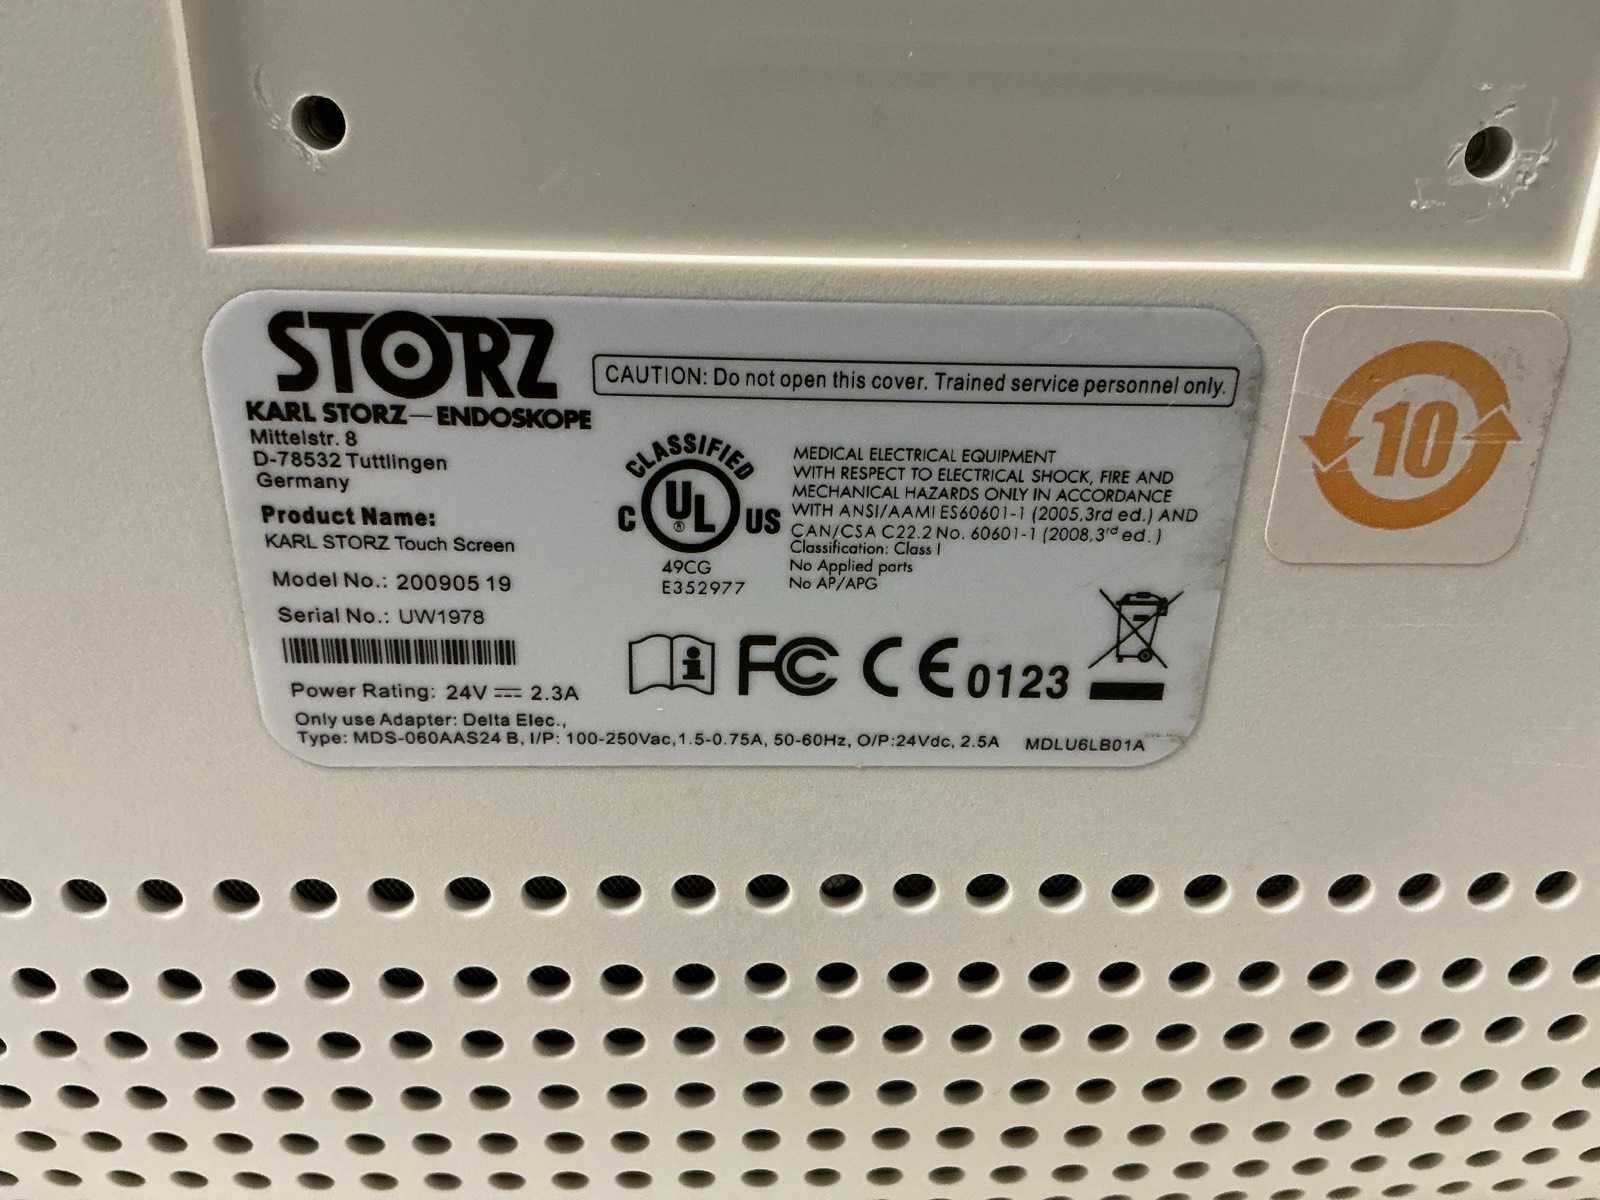 STORZ
KARL STORZ—ENDOSKOPE
Mittelstr. 8
D-78532 Tuttlingen
Germany
Product Name:
KARL STORZ Touch Screen
Model No.: 200905 19
Serial No.: UW1978
Power Rating: 24V 2.3A
Only use Adapter: Delta Elec.,
Type: MDS-060AAS24 B, I/P: 100-250Vac,1.5-0.75A, 50-60Hz, O/P:24Vdc, 2.5A MDLU6LB01A
CAUTION: Do not open this cover. Trained service personnel only.
CLASSIFIED
C UL® US
49CG
E352977
MEDICAL ELECTRICAL EQUIPMENT
WITH RESPECT TO ELECTRICAL SHOCK, FIRE AND
MECHANICAL HAZARDS ONLY IN ACCORDANCE
WITH ANSI/AAMI ES60601-1 (2005,3rd ed.) AND
CAN/CSA C22.2 No. 60601-1 (2008,3rd ed.)
Classification: Class I
No Applied parts
No AP/APG
i FC CE 0123
10